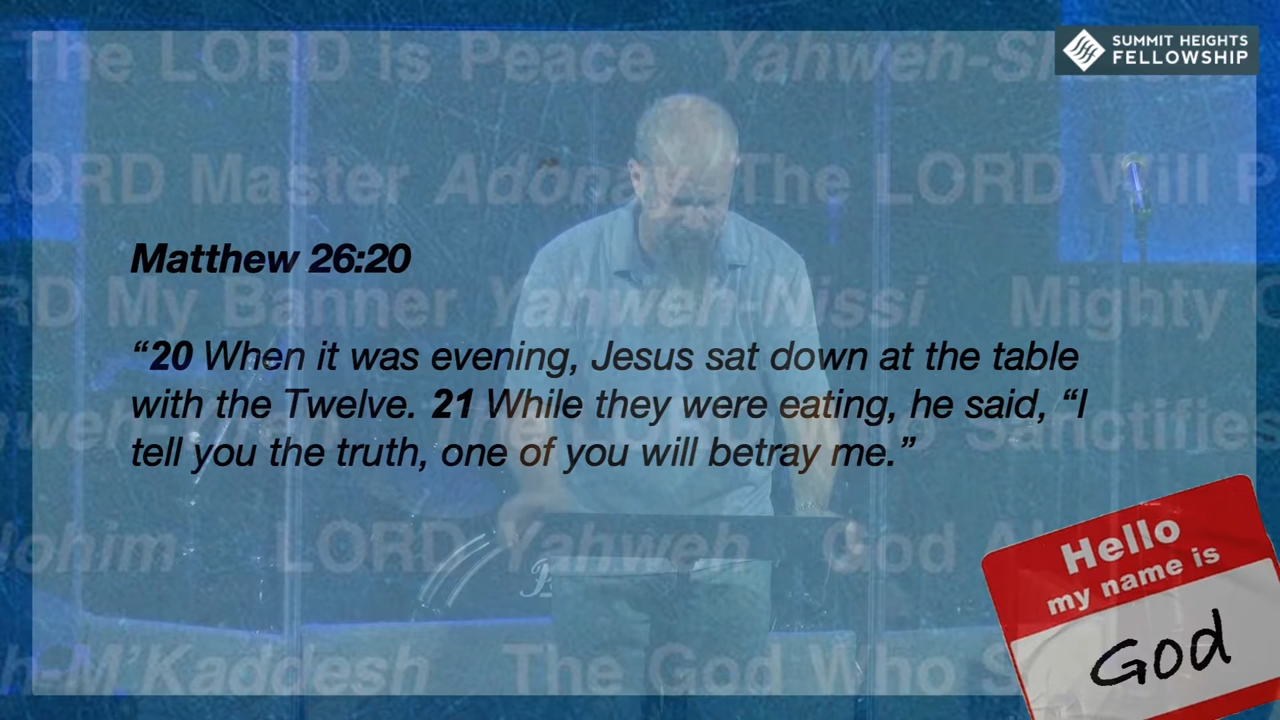 The LORD is Peace Yahweh-
SUMMIT HEIGHTS
FELLOWSHIP
LORD Master Adonay The LORD Will
Matthew 26:20
My Banner Yahweh-Nissi Mighty
“20 When it was evening, Jesus sat down at the table
with the Twelve. 21 While they were eating, he said, “I
tell you the truth, one of you will betray me.”
Sanctifies
LORD Yahweh God
h-M’Kaddesh The God Who
Hello
my name is
God